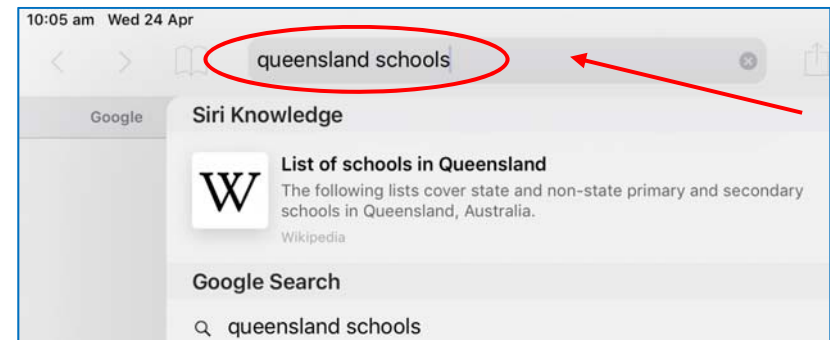 10:05 am Wed 24 Apr
queensland schools
Google
Siri Knowledge
W
List of schools in Queensland
The following lists cover state and non-state primary and secondary
schools in Queensland, Australia.
Wikipedia
Google Search
queensland schools